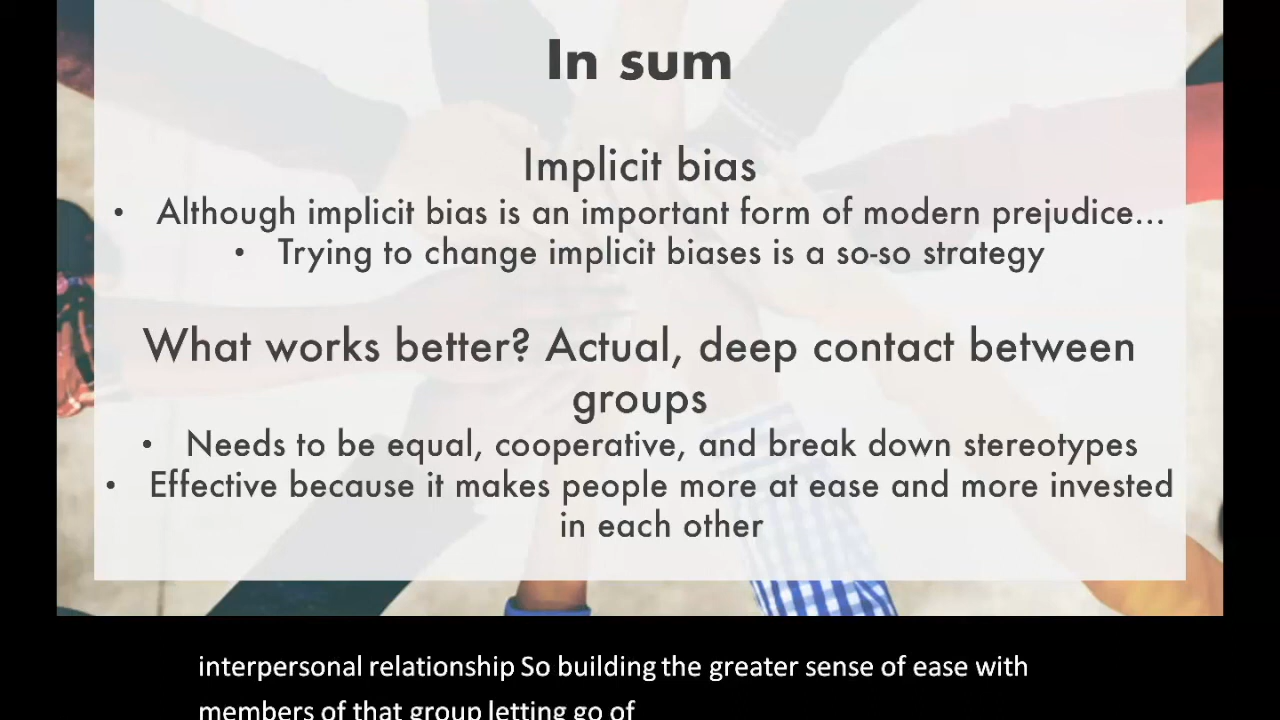 In sum
Implicit bias
• Although implicit bias is an important form of modern prejudice...
• Trying to change implicit biases is a so-so strategy
What works better? Actual, deep contact between
groups
• Needs to be equal, cooperative, and break down stereotypes
• Effective because it makes people more at ease and more invested
in each other
interpersonal relationship So building the greater sense of ease with
members of that group letting go of